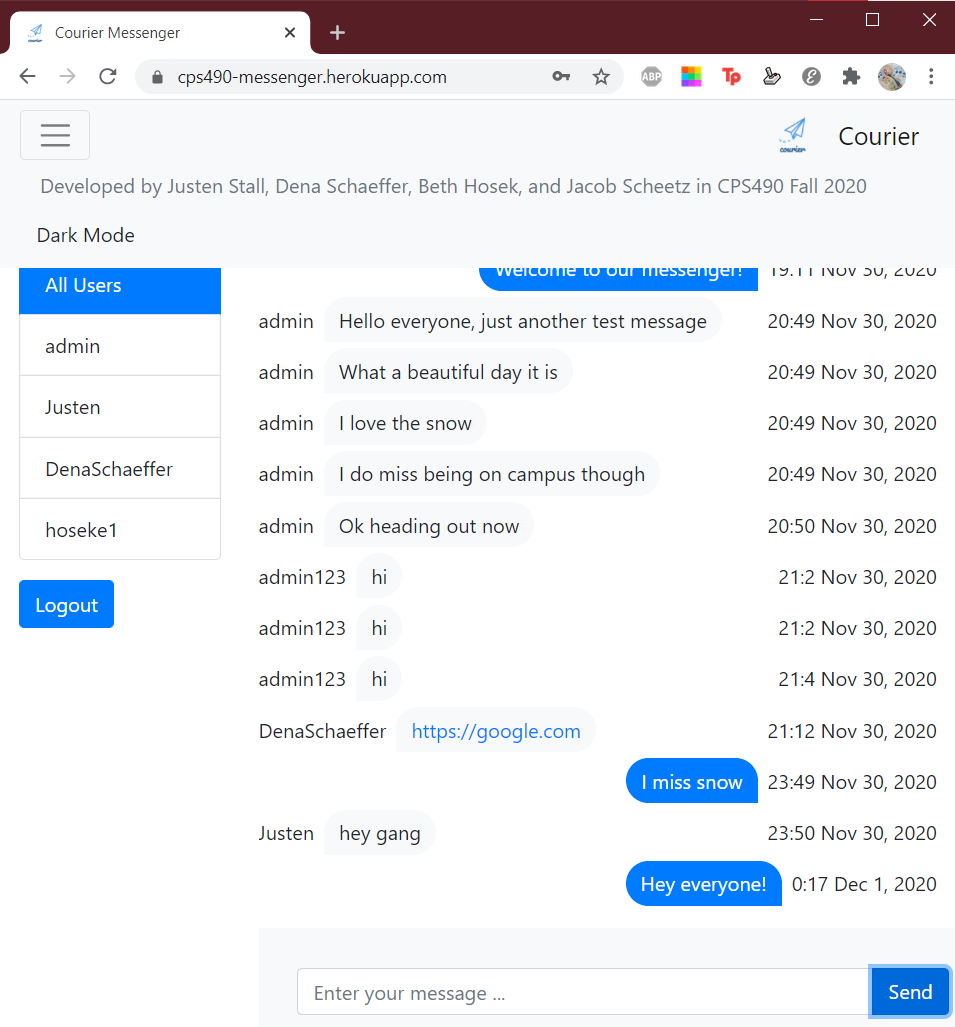 Courier Messenger
cps490-messenger.herokuapp.com
ABP
Tp
courier
Courier
Developed by Justen Stall, Dena Schaeffer, Beth Hosek, and Jacob Scheetz in CPS490 Fall 2020
Dark Mode
All Users
admin
Justen
DenaSchaeffer
hoseke1
Logout
Welcome to our messenger! 19:11 Nov 30, 2020
admin Hello everyone, just another test message 20:49 Nov 30, 2020
admin What a beautiful day it is 20:49 Nov 30, 2020
admin I love the snow 20:49 Nov 30, 2020
admin I do miss being on campus though 20:49 Nov 30, 2020
admin Ok heading out now 20:50 Nov 30, 2020
admin123 hi 21:2 Nov 30, 2020
admin123 hi 21:2 Nov 30, 2020
admin123 hi 21:4 Nov 30, 2020
DenaSchaeffer https://google.com 21:12 Nov 30, 2020
I miss snow 23:49 Nov 30, 2020
Justen hey gang 23:50 Nov 30, 2020
Hey everyone! 0:17 Dec 1, 2020
Enter your message ...
Send